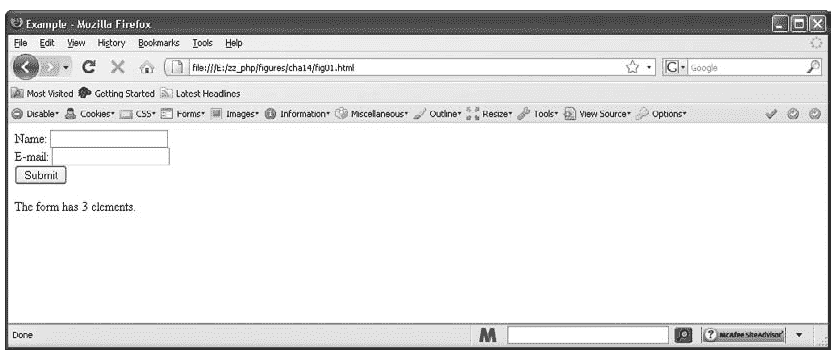 Example - Mozilla Firefox
File Edit View History Bookmarks Tools Help
file:///E:/zz_php/figures/cha14/fig01.html
G Google
Most Visited Getting Started Latest Headlines
Disable Cookies CSS Forms Images Information Miscellaneous Outline Resize Tools View Source Options
Name:
E-mail:
Submit
The form has 3 elements.
Done
M ? McAfee SiteAdvisor